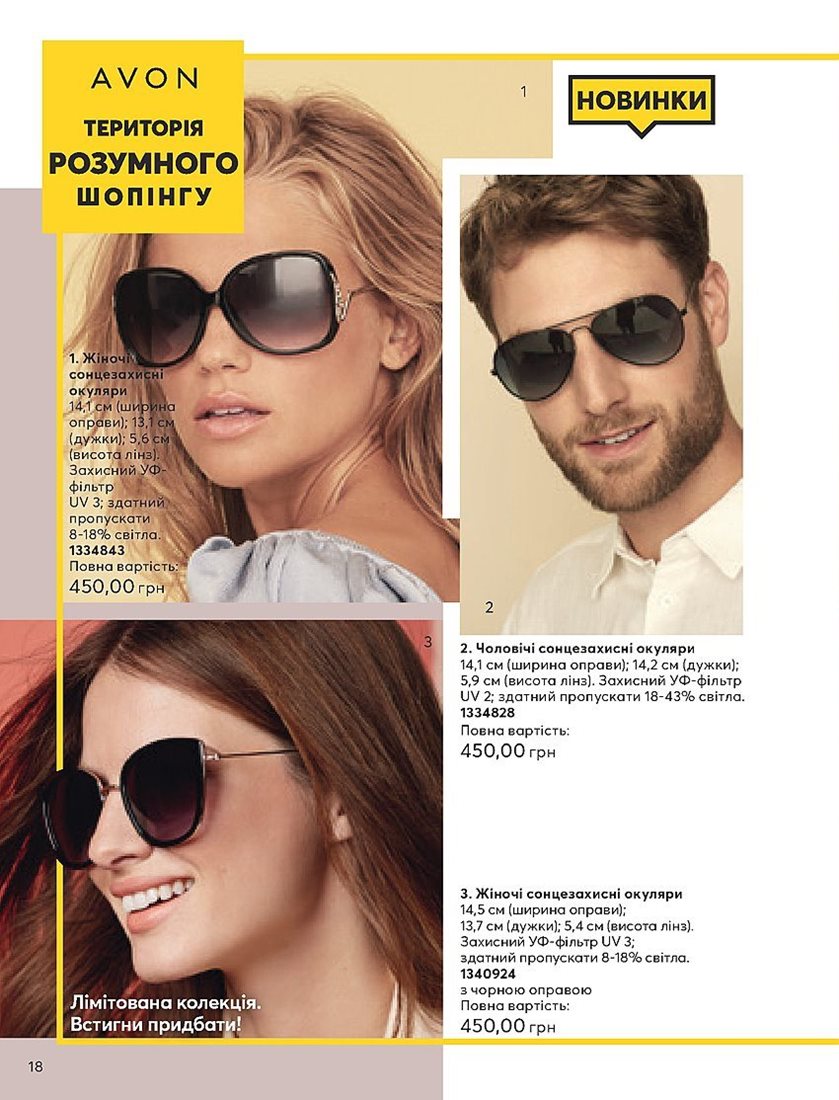 AVON
ТЕРИТОРІЯ
РОЗУМНОГО
ШОПІНГУ
1
НОВИНКИ
1. Жіночі
сонцезахисні
окуляри
14,1 см (ширина
оправи); 13,1 см
(дужки); 5,6 см
(висота лінз).
Захисний УФ-
фільтр
UV 3; здатний
пропускати
8-18% світла.
1334843
Повна вартість:
450,00 грн
2
2. Чоловічі сонцезахисні окуляри
14,1 см (ширина оправи); 14,2 см (дужки);
5,9 см (висота лінз). Захисний УФ-фільтр
UV 2; здатний пропускати 18-43% світла.
1334828
Повна вартість:
450,00 грн
3
3. Жіночі сонцезахисні окуляри
14,5 см (ширина оправи);
13,7 см (дужки); 5,4 см (висота лінз).
Захисний УФ-фільтр UV 3;
здатний пропускати 8-18% світла.
1340924
з чорною оправою
Повна вартість:
450,00 грн
Лімітована колекція.
Встигни придбати!
18